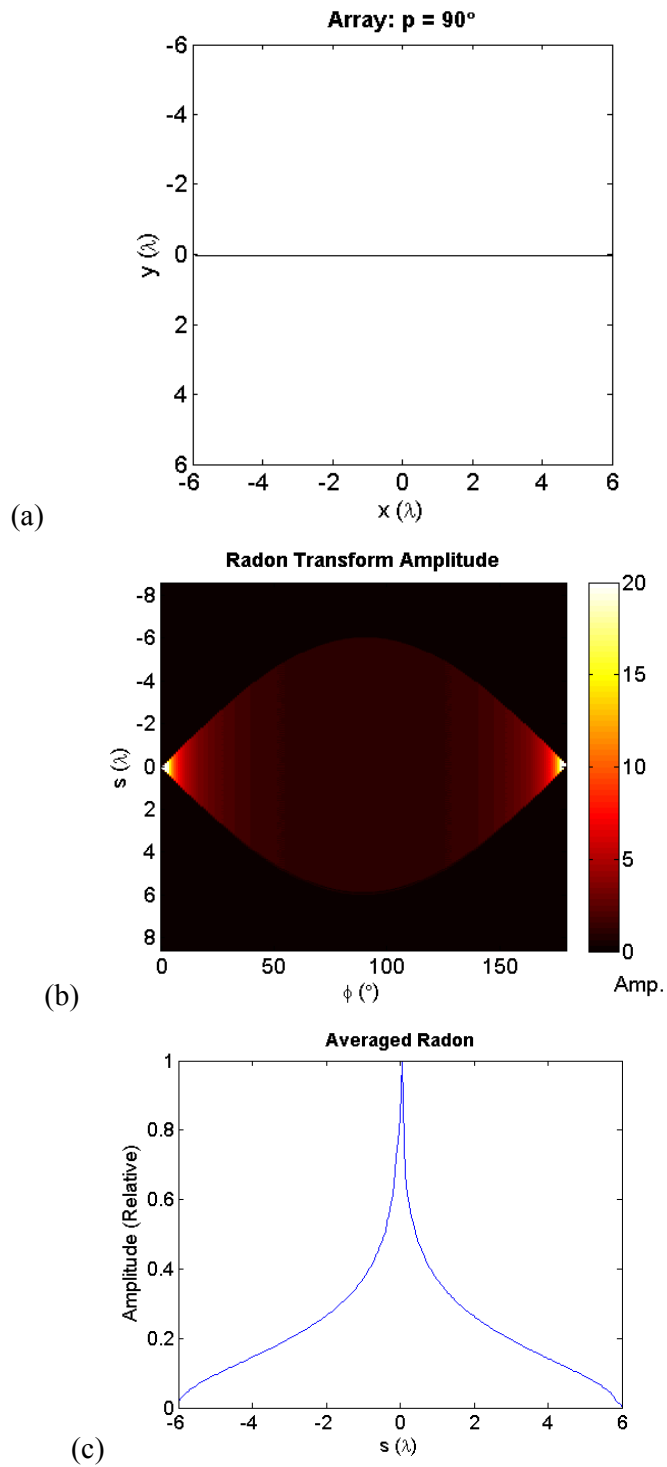 Array: p = 90°
-6
-4
-2
0
2
4
6
y (λ)
-6 -4 -2 0 2 4 6
x (λ)
(a)
Radon Transform Amplitude
-8
-6
-4
-2
0
2
4
6
8
s (λ)
0 50 100 150
ϕ (°)
20
15
10
5
0
Amp.
(b)
Averaged Radon
1
0.8
0.6
0.4
0.2
0
Amplitude (Relative)
-6 -4 -2 0 2 4 6
s (λ)
(c)